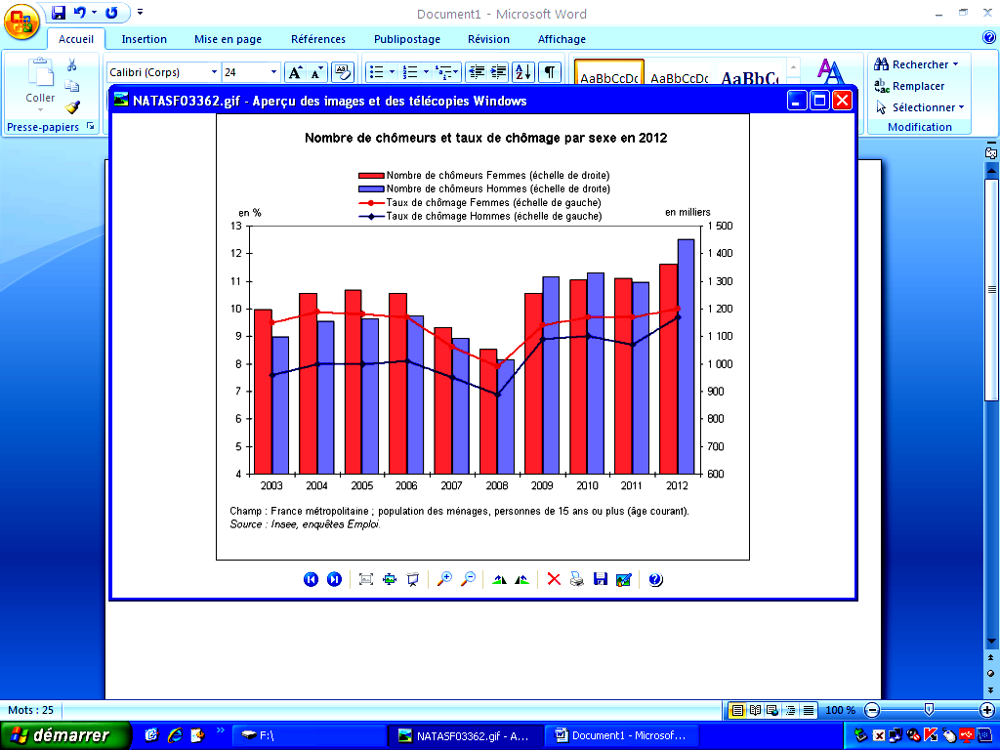 Document1 - Microsoft Word
Accueil Insertion Mise en page Références Publipostage Révision Affichage
Coller
Presse-papiers
Calibri (Corps) 24
AaBbCcDc AaBbCcDc AaBbCc
Rechercher
Remplacer
Sélectionner
Modification
NATASF03362.gif - Aperçu des images et des télécopies Windows
Nombre de chômeurs et taux de chômage par sexe en 2012
Nombre de chômeurs Femmes (échelle de droite)
Nombre de chômeurs Hommes (échelle de droite)
Taux de chômage Femmes (échelle de gauche)
Taux de chômage Hommes (échelle de gauche)
en % en milliers
13 1 500
12 1 400
11 1 300
10 1 200
9 1 100
8 1 000
7 900
6 800
5 700
4 600
2003 2004 2005 2006 2007 2008 2009 2010 2011 2012
Champ : France métropolitaine ; population des ménages, personnes de 15 ans ou plus (âge courant).
Source : Insee, enquêtes Emploi.
Mots : 25 100 %
démarrer F:\ NATASF03362.gif - A... Document1 - Microsof...